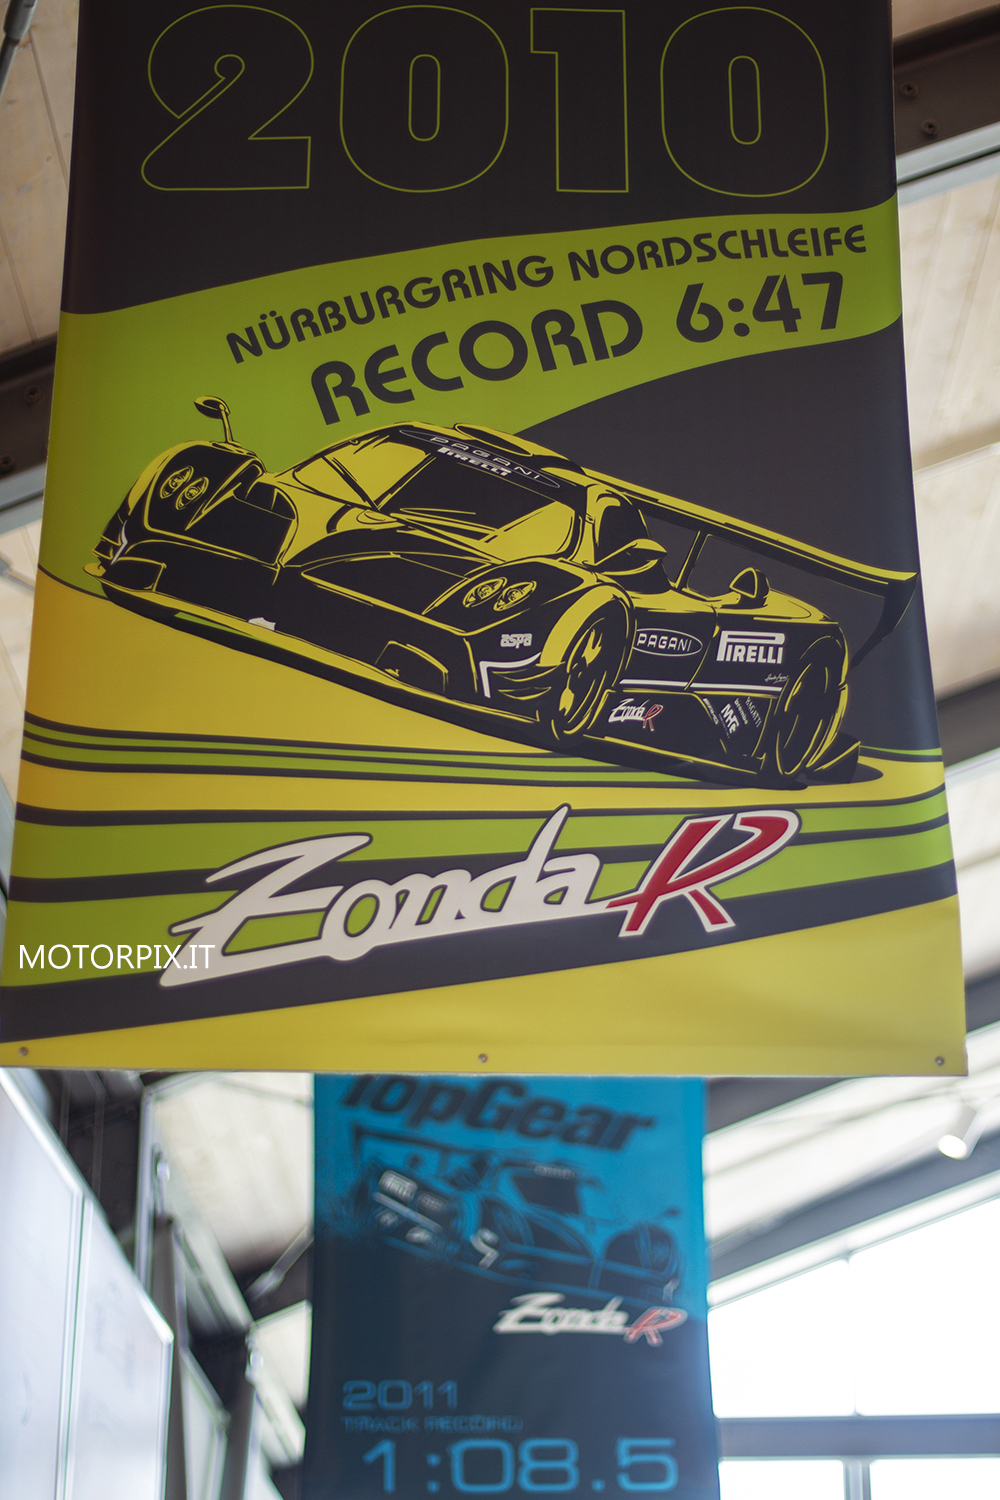 2010
NÜRBURGRING NORDSCHLEIFE
RECORD 6:47
PAGANI
PIRELLI
aspa
PAGANI
PIRELLI
Zonda R
Zonda R
MOTORPIX.IT
TopGear
Zonda R
2011
TRACK RECORD
1:08.5